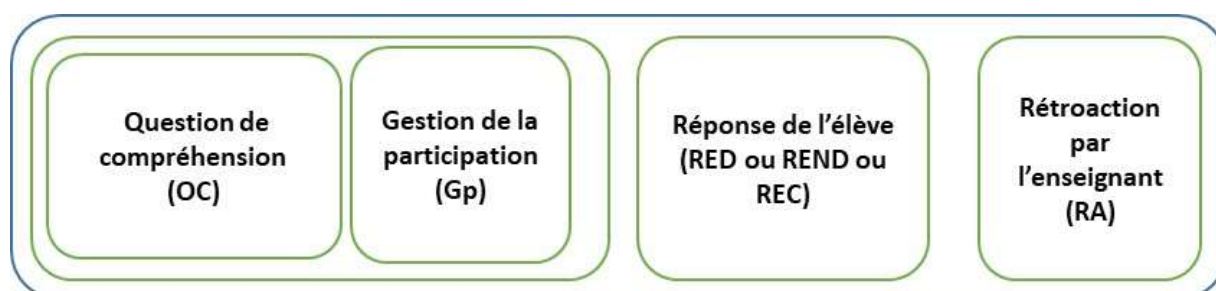 Question de
compréhension
(OC)
Gestion de la
participation
(Gp)
Réponse de l’élève
(RED ou REND ou
REC)
Rétroaction
par
l’enseignant
(RA)